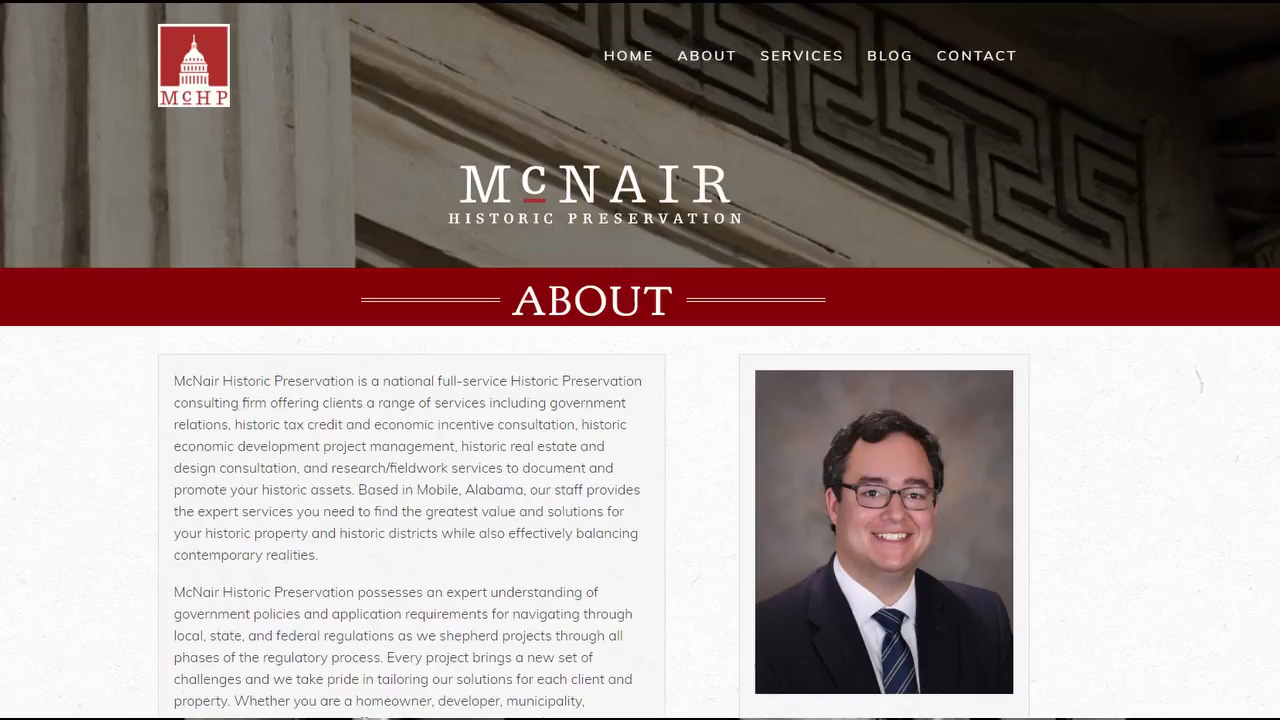 McHP
HOME ABOUT SERVICES BLOG CONTACT
McNAIR
HISTORIC PRESERVATION
ABOUT
McNair Historic Preservation is a national full-service Historic Preservation
consulting firm offering clients a range of services including government
relations, historic tax credit and economic incentive consultation, historic
economic development project management, historic real estate and
design consultation, and research/fieldwork services to document and
promote your historic assets. Based in Mobile, Alabama, our staff provides
the expert services you need to find the greatest value and solutions for
your historic property and historic districts while also effectively balancing
contemporary realities.
McNair Historic Preservation possesses an expert understanding of
government policies and application requirements for navigating through
local, state, and federal regulations as we shepherd projects through all
phases of the regulatory process. Every project brings a new set of
challenges and we take pride in tailoring our solutions for each client and
property. Whether you are a homeowner, developer, municipality,